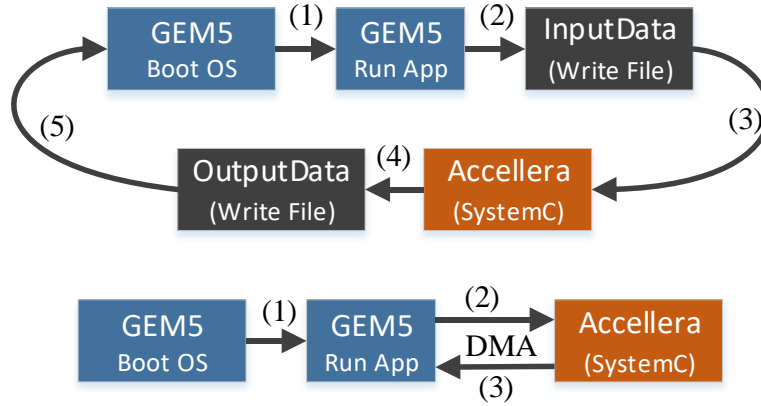 (1)
(2)
GEM5
Boot OS
GEM5
Run App
InputData
(Write File)
(3)
(5)
(4)
OutputData
(Write File)
Accellera
(SystemC)
(1)
(2)
GEM5
Boot OS
GEM5
Run App
DMA
(3)
Accellera
(SystemC)